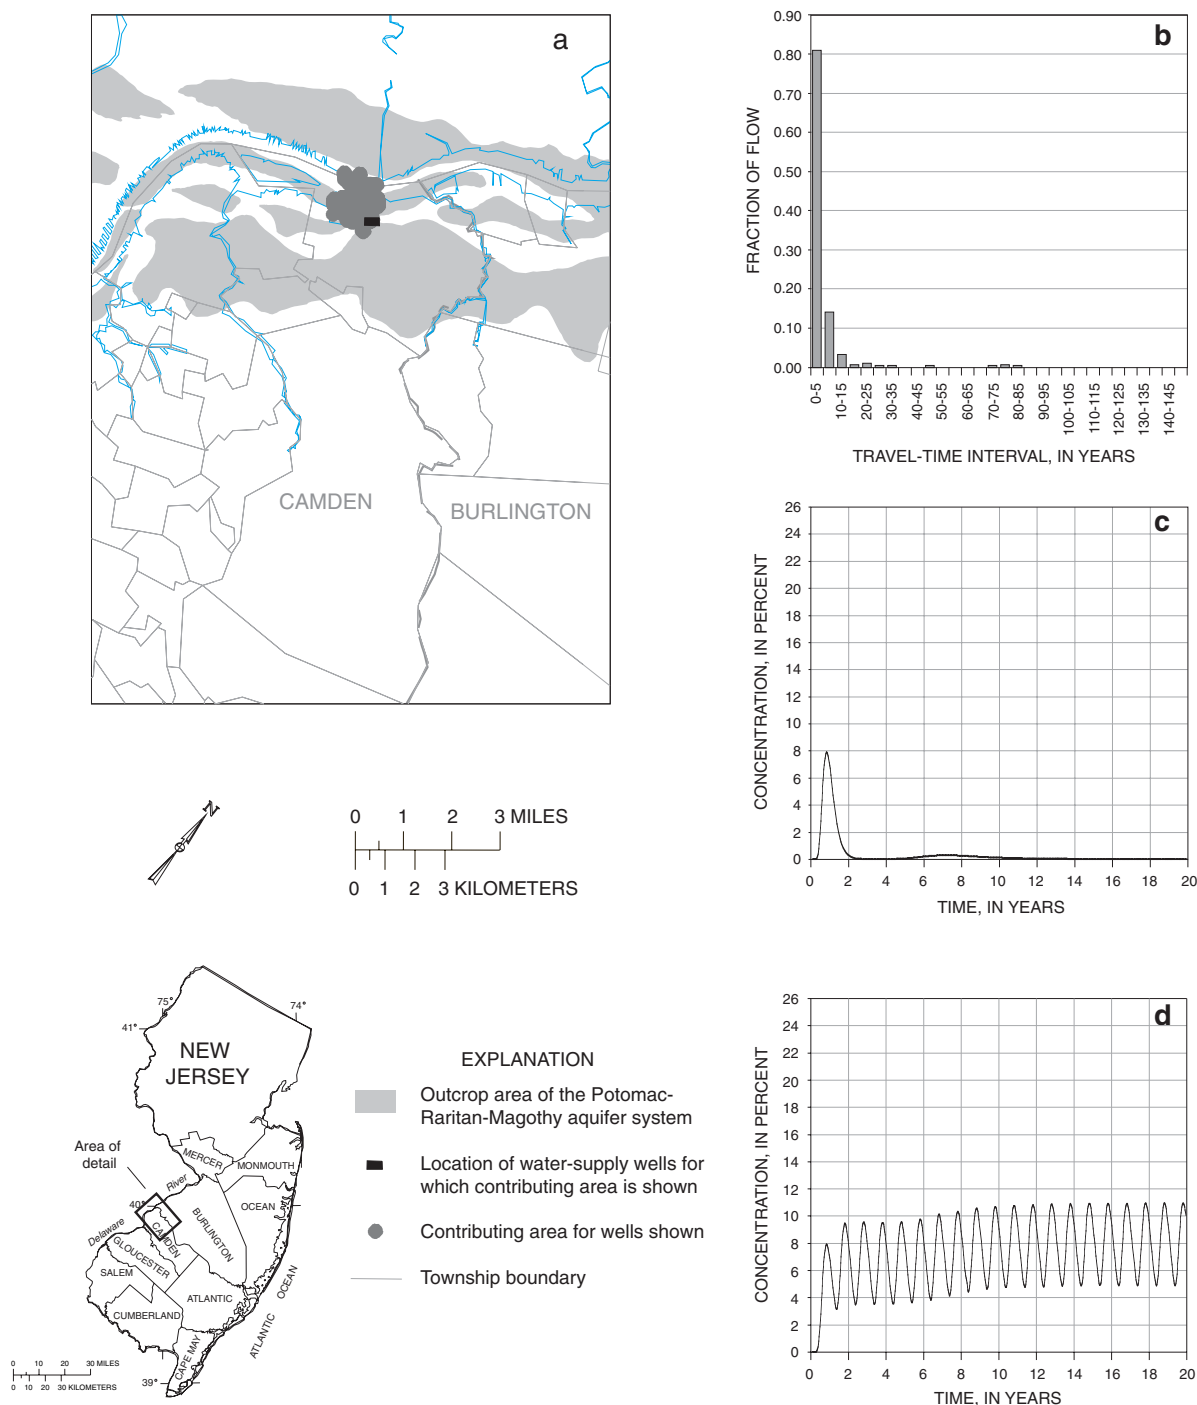 a
CAMDEN
BURLINGTON
N
0 1 2 3 MILES
0 1 2 3 KILOMETERS
75°
74°
41°
NEW
JERSEY
Area of
detail
MERCER
MONMOUTH
River
40°
OCEAN
BURLINGTON
Delaware
CAMDEN
GLOUCESTER
SALEM
ATLANTIC
CUMBERLAND
CAPE MAY
ATLANTIC OCEAN
39°
0 10 20 30 MILES
0 10 20 30 KILOMETERS
EXPLANATION
Outcrop area of the Potomac-
Raritan-Magothy aquifer system
Location of water-supply wells for
which contributing area is shown
Contributing area for wells shown
Township boundary
b
FRACTION OF FLOW
0.90
0.80
0.70
0.60
0.50
0.40
0.30
0.20
0.10
0.00
0-5
10-15
20-25
30-35
40-45
50-55
60-65
70-75
80-85
90-95
100-105
110-115
120-125
130-135
140-145
TRAVEL-TIME INTERVAL, IN YEARS
c
CONCENTRATION, IN PERCENT
26
24
22
20
18
16
14
12
10
8
6
4
2
0
0 2 4 6 8 10 12 14 16 18 20
TIME, IN YEARS
d
CONCENTRATION, IN PERCENT
26
24
22
20
18
16
14
12
10
8
6
4
2
0
0 2 4 6 8 10 12 14 16 18 20
TIME, IN YEARS